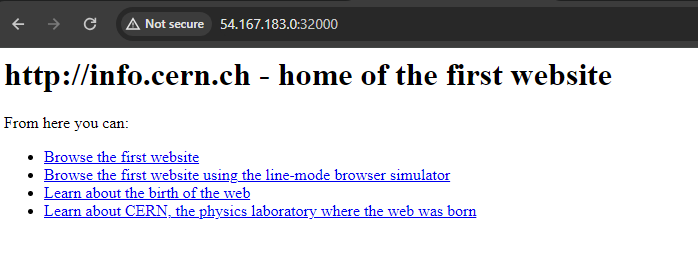 Not secure 54.167.183.0:32000
http://info.cern.ch - home of the first website
From here you can:
Browse the first website
Browse the first website using the line-mode browser simulator
Learn about the birth of the web
Learn about CERN, the physics laboratory where the web was born